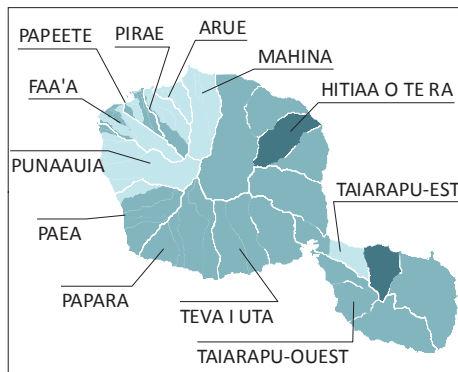 PAPEETE
PIRAE
ARUE
MAHINA
FAA'A
HITIAA O TE RA
PUNAAUIA
TAIARAPU-EST
PAEA
PAPARA
TEVA I UTA
TAIARAPU-OUEST